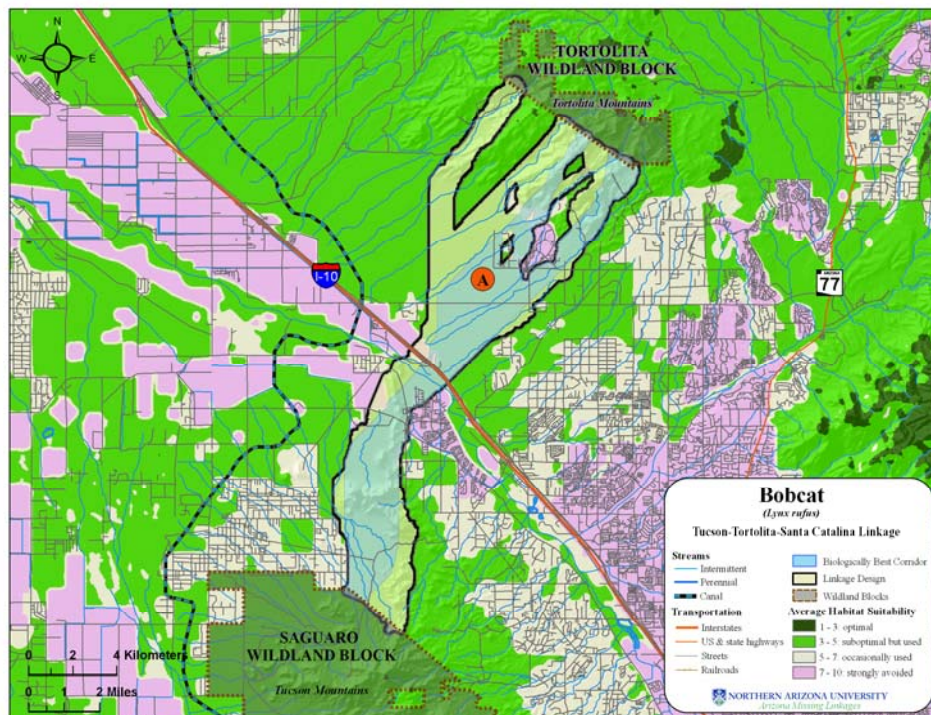 N
W
E
S
TORTOLITA
WILDLAND BLOCK
Tortolita Mountains
I-10
A
ARIZONA
77
SAGUARO
WILDLAND BLOCK
Tucson Mountains
0 2 4 Kilometers
0 1 2 Miles
Bobcat
(Lynx rufus)
Tucson-Tortolita-Santa Catalina Linkage
Streams
Intermittent
Perennial
Canal
Transportation
Interstates
US & state highways
Streets
Railroads
Biologically Best Corridor
Linkage Design
Wildland Blocks
Average Habitat Suitability
1 - 3: optimal
3 - 5: suboptimal but used
5 - 7: occasionally used
7 - 10: strongly avoided
NORTHERN ARIZONA UNIVERSITY
Arizona Missing Linkages